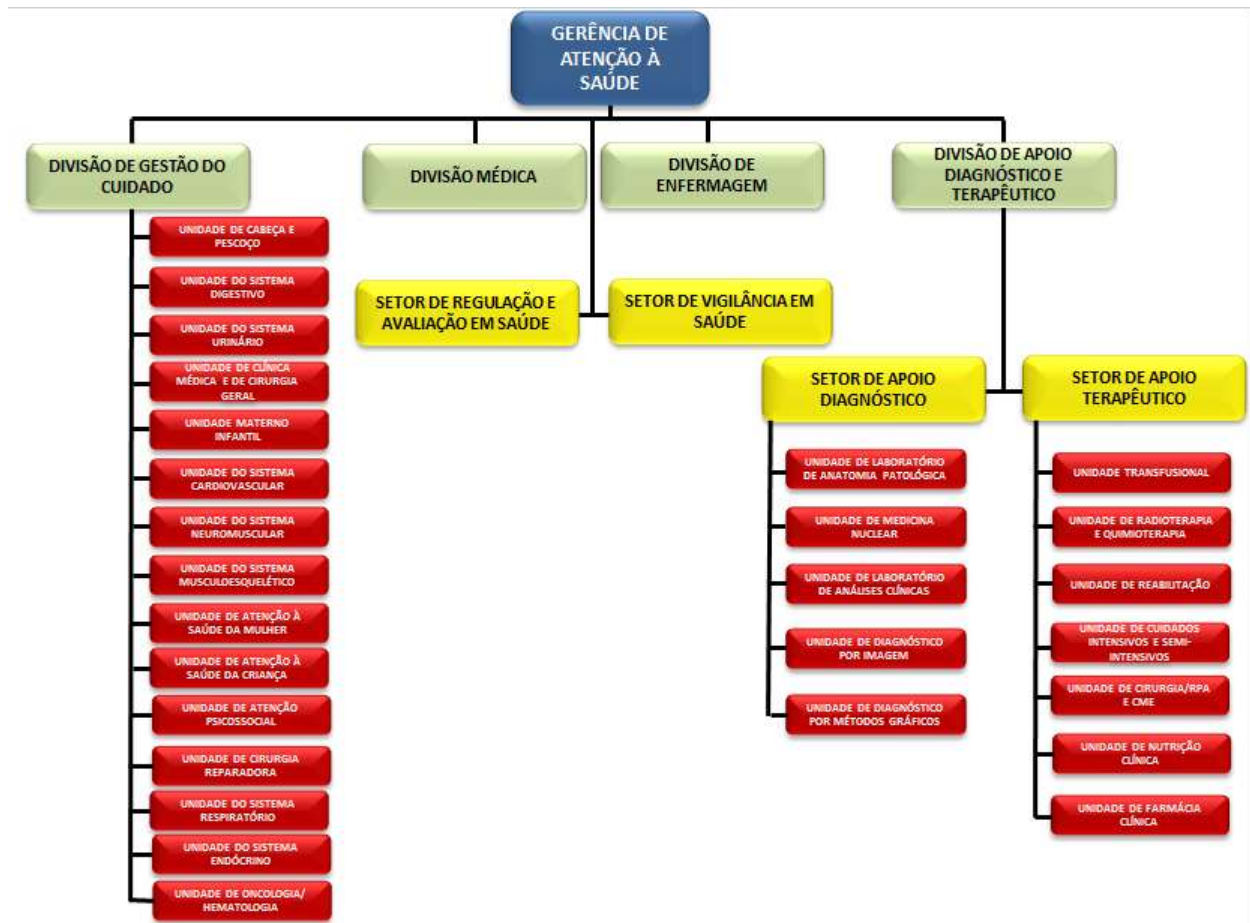 GERÊNCIA DE
ATENÇÃO À
SAÚDE
DIVISÃO DE GESTÃO DO
CUIDADO
DIVISÃO MÉDICA
DIVISÃO DE
ENFERMAGEM
DIVISÃO DE APOIO
DIAGNÓSTICO E
TERAPÊUTICO
UNIDADE DE CABEÇA E
PESCOÇO
UNIDADE DO SISTEMA
DIGESTIVO
UNIDADE DO SISTEMA
URINÁRIO
UNIDADE DE CLÍNICA
MÉDICA E DE CIRURGIA
GERAL
UNIDADE MATERNO
INFANTIL
UNIDADE DO SISTEMA
CARDIOVASCULAR
UNIDADE DO SISTEMA
NEUROMUSCULAR
UNIDADE DO SISTEMA
MUSCULOESQUELÉTICO
UNIDADE DE ATENÇÃO À
SAÚDE DA MULHER
UNIDADE DE ATENÇÃO À
SAÚDE DA CRIANÇA
UNIDADE DE ATENÇÃO
PSICOSSOCIAL
UNIDADE DE CIRURGIA
REPARADORA
UNIDADE DO SISTEMA
RESPIRATÓRIO
UNIDADE DO SISTEMA
ENDÓCRINO
UNIDADE DE ONCOLOGIA/
HEMATOLOGIA
SETOR DE REGULAÇÃO E
AVALIAÇÃO EM SAÚDE
SETOR DE VIGILÂNCIA EM
SAÚDE
SETOR DE APOIO
DIAGNÓSTICO
UNIDADE DE LABORATÓRIO
DE ANATOMIA PATOLÓGICA
UNIDADE DE MEDICINA
NUCLEAR
UNIDADE DE LABORATÓRIO
DE ANÁLISES CLÍNICAS
UNIDADE DE DIAGNÓSTICO
POR IMAGEM
UNIDADE DE DIAGNÓSTICO
POR MÉTODOS GRÁFICOS
SETOR DE APOIO
TERAPÊUTICO
UNIDADE TRANSFUSIONAL
UNIDADE DE RADIOTERAPIA
E QUIMIOTERAPIA
UNIDADE DE REABILITAÇÃO
UNIDADE DE CUIDADOS
INTENSIVOS E SEMI-
INTENSIVOS
UNIDADE DE CIRURGIA/RPA
E CME
UNIDADE DE NUTRIÇÃO
CLÍNICA
UNIDADE DE FARMÁCIA
CLÍNICA